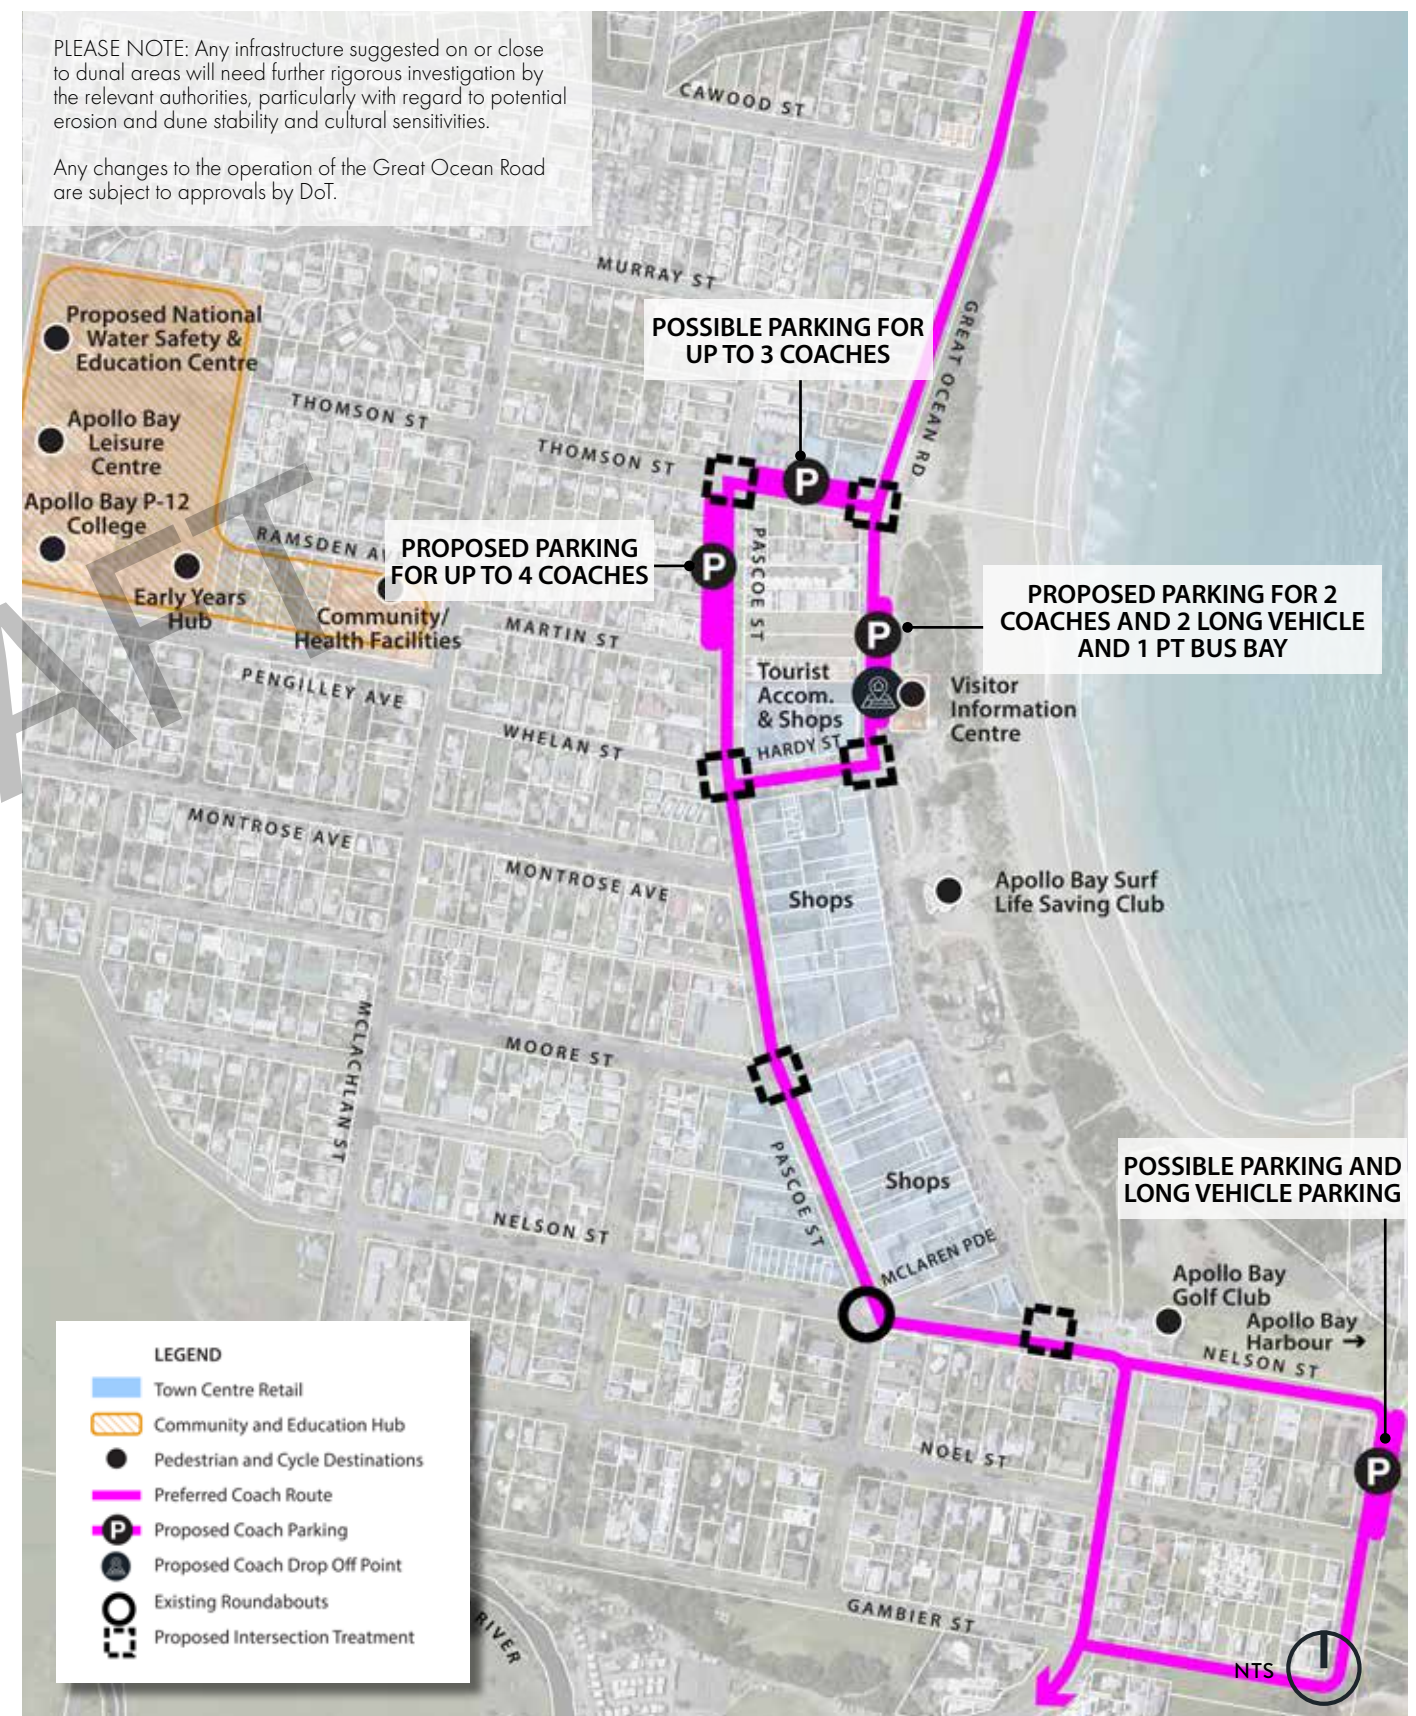 PLEASE NOTE: Any infrastructure suggested on or close
to dunal areas will need further rigorous investigation by
the relevant authorities, particularly with regard to potential
erosion and dune stability and cultural sensitivities.
Any changes to the operation of the Great Ocean Road
are subject to approvals by DoT.
CAWOOD ST
MURRAY ST
GREAT OCEAN RD
POSSIBLE PARKING FOR
UP TO 3 COACHES
Proposed National
Water Safety &
Education Centre
THOMSON ST
THOMSON ST
Apollo Bay
Leisure
Centre
P
Apollo Bay P-12
College
RAMSDEN AV
PROPOSED PARKING
FOR UP TO 4 COACHES
P
PASCOE ST
Early Years
Hub
Community/
Health Facilities
MARTIN ST
PROPOSED PARKING FOR 2
COACHES AND 2 LONG VEHICLE
AND 1 PT BUS BAY
P
AFT
PENGILLEY AVE
Tourist
Accom.
& Shops
Visitor
Information
Centre
WHELAN ST
HARDY ST
MONTROSE AVE
MONTROSE AVE
Shops
Apollo Bay Surf
Life Saving Club
MCLACHLAN ST
MOORE ST
PASCOE ST
Shops
POSSIBLE PARKING AND
LONG VEHICLE PARKING
NELSON ST
MCLAREN PDE
Apollo Bay
Golf Club
Apollo Bay
Harbour →
NELSON ST
NOEL ST
P
GAMBIER ST
RIVER
NTS
LEGEND
Town Centre Retail
Community and Education Hub
Pedestrian and Cycle Destinations
Preferred Coach Route
P Proposed Coach Parking
Proposed Coach Drop Off Point
Existing Roundabouts
Proposed Intersection Treatment